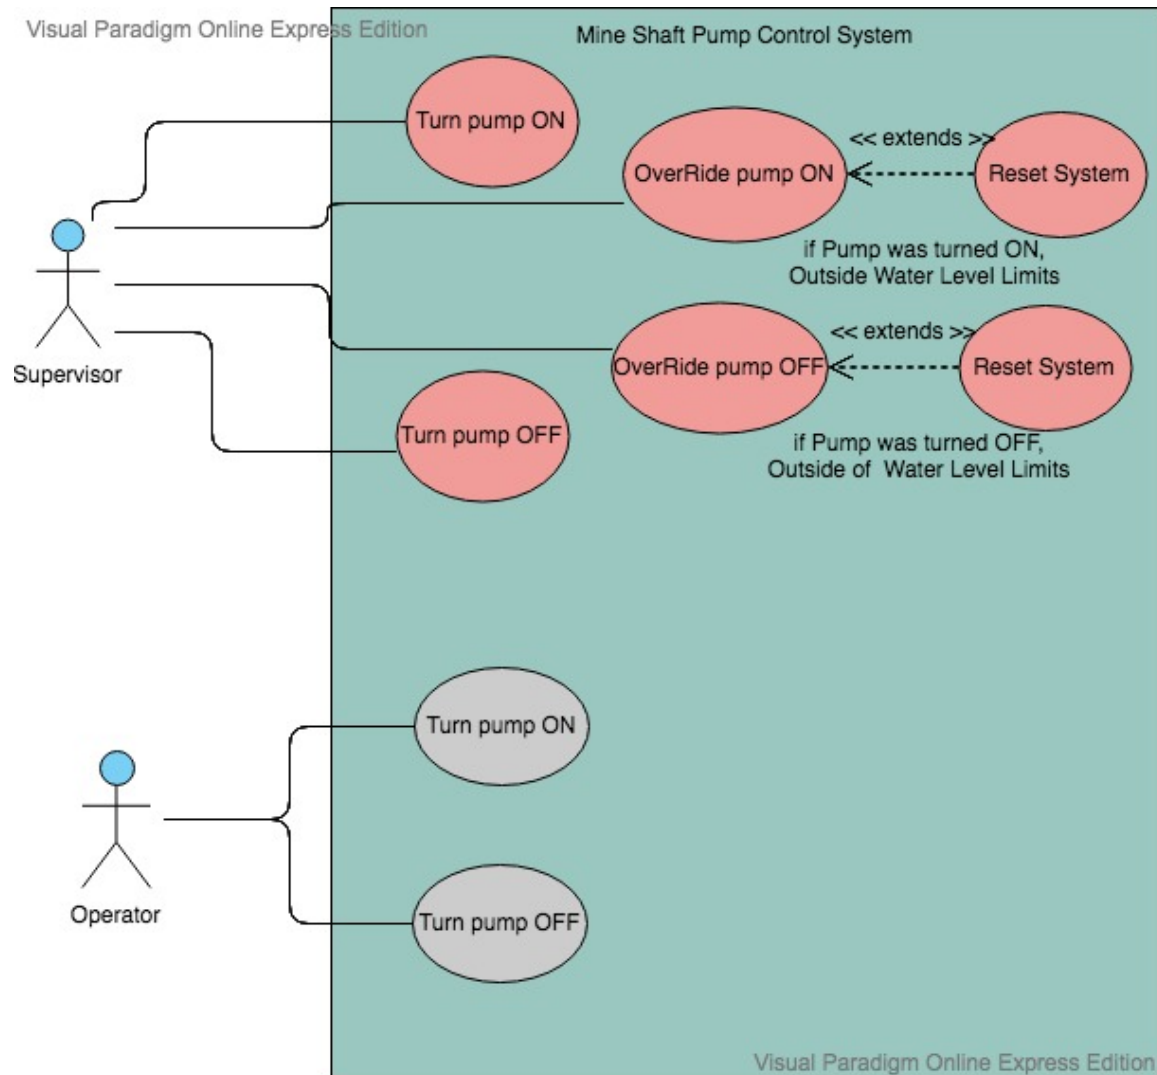 Visual Paradigm Online Express Edition
Mine Shaft Pump Control System
Turn pump ON
<< extends >>
OverRide pump ON
Reset System
if Pump was turned ON,
Outside Water Level Limits
<< extends >>
OverRide pump OFF
Reset System
Supervisor
Turn pump OFF
if Pump was turned OFF,
Outside of  Water Level Limits
Turn pump ON
Operator
Turn pump OFF
Visual Paradigm Online Express Edition